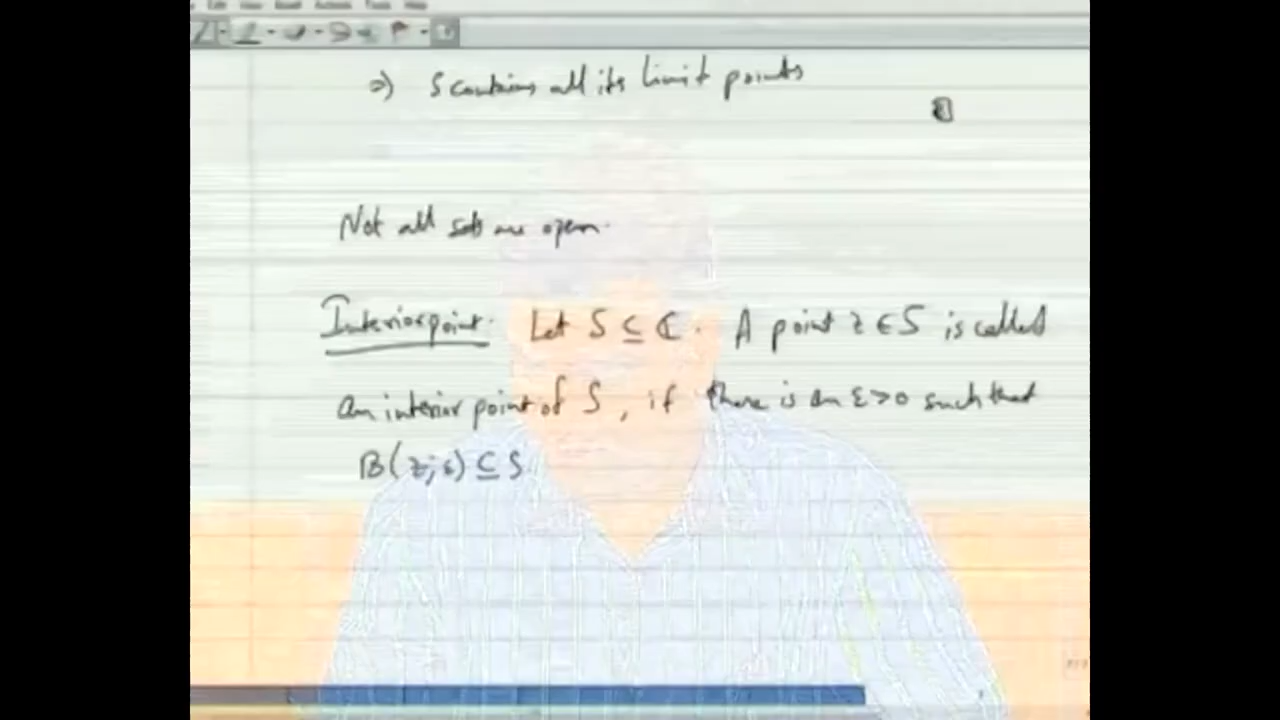 ⇒) S contains all its limit points
Not all sets are open.
Interior point. Let S ⊆ ℂ. A point z ∈ S is called
an interior point of S, if there is an ε>0 such that
B(z;ε) ⊆ S